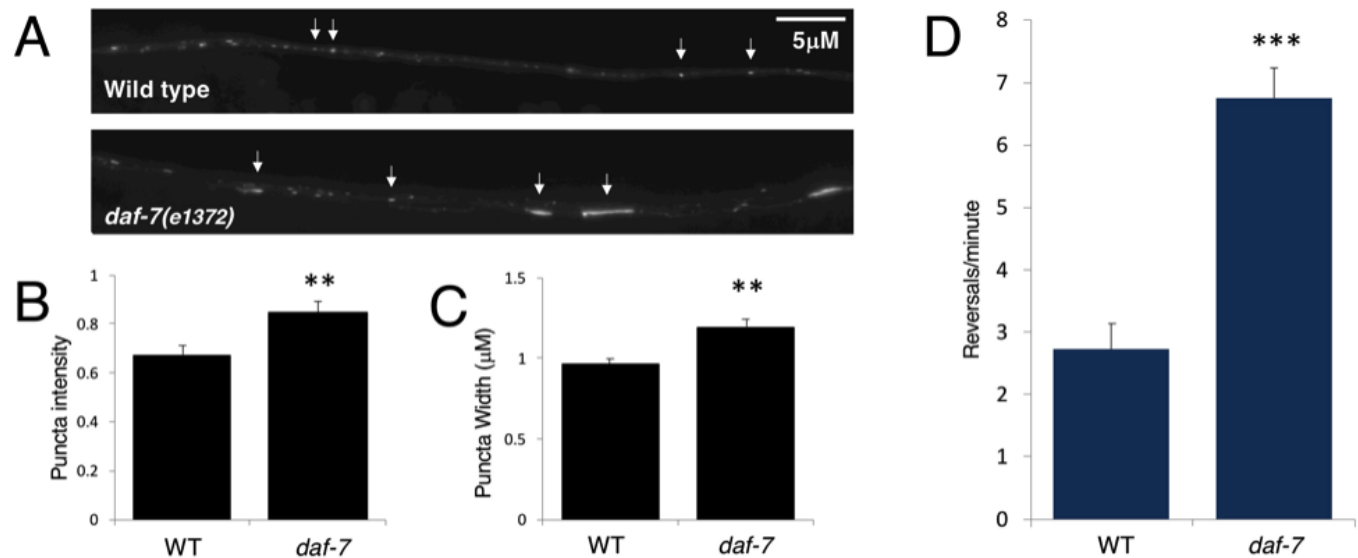 A
5μM
Wild type
daf-7(e1372)
B
1
0.8
0.6
0.4
0.2
0
Puncta intensity
**
WT
daf-7
C
1.5
1
0.5
0
Puncta Width (μM)
**
WT
daf-7
D
8
7
6
5
4
3
2
1
0
Reversals/minute
***
WT
daf-7